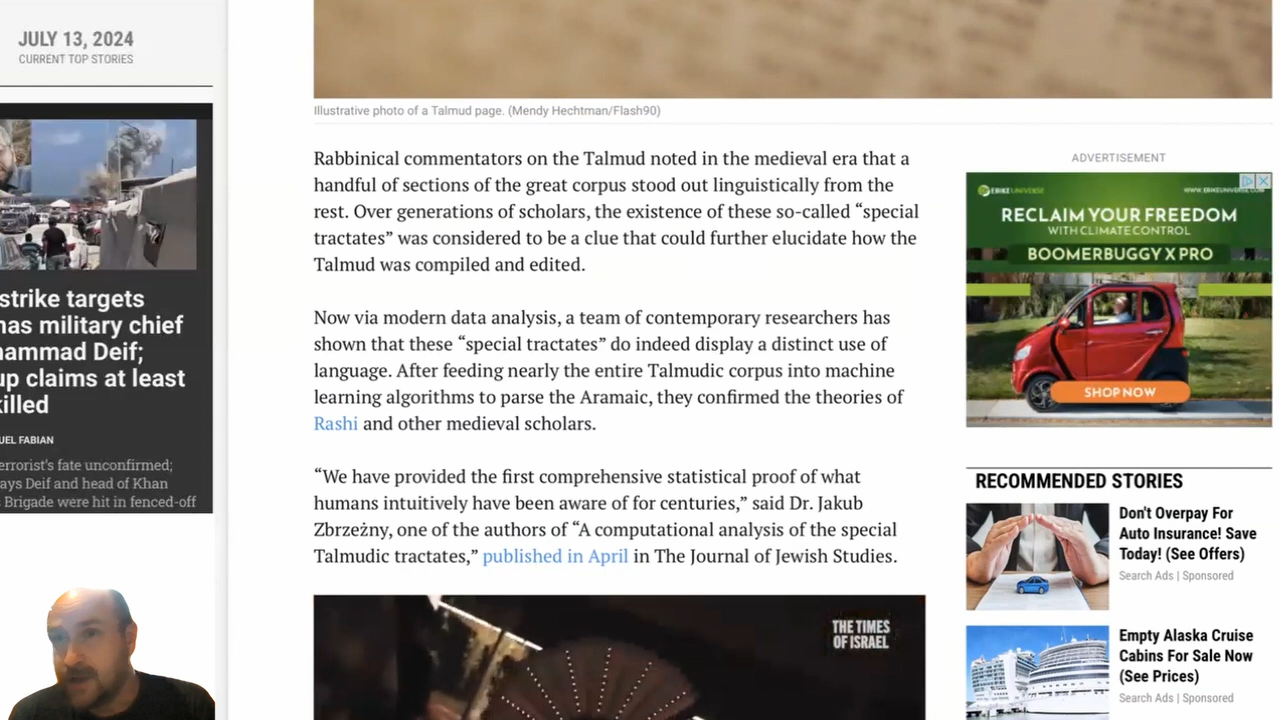 JULY 13, 2024
CURRENT TOP STORIES
strike targets
nas military chief
hammad Deif;
up claims at least
killed
UEL FABIAN
errorist's fate unconfirmed;
ays Deif and head of Khan
s Brigade were hit in fenced-off
Illustrative photo of a Talmud page. (Mendy Hechtman/Flash90)
Rabbinical commentators on the Talmud noted in the medieval era that a
handful of sections of the great corpus stood out linguistically from the
rest. Over generations of scholars, the existence of these so-called “special
tractates” was considered to be a clue that could further elucidate how the
Talmud was compiled and edited.
Now via modern data analysis, a team of contemporary researchers has
shown that these “special tractates” do indeed display a distinct use of
language. After feeding nearly the entire Talmudic corpus into machine
learning algorithms to parse the Aramaic, they confirmed the theories of
Rashi and other medieval scholars.
“We have provided the first comprehensive statistical proof of what
humans intuitively have been aware of for centuries,” said Dr. Jakub
Zbrzeżny, one of the authors of “A computational analysis of the special
Talmudic tractates,” published in April in The Journal of Jewish Studies.
THE TIMES
OF ISRAEL
ADVERTISEMENT
EBIKE UNIVERSE
WWW.EBIKEUNIVERSE.COM
RECLAIM YOUR FREEDOM
WITH CLIMATE CONTROL
BOOMERBUGGY X PRO
SHOP NOW
RECOMMENDED STORIES
Don't Overpay For
Auto Insurance! Save
Today! (See Offers)
Search Ads | Sponsored
Empty Alaska Cruise
Cabins For Sale Now
(See Prices)
Search Ads | Sponsored